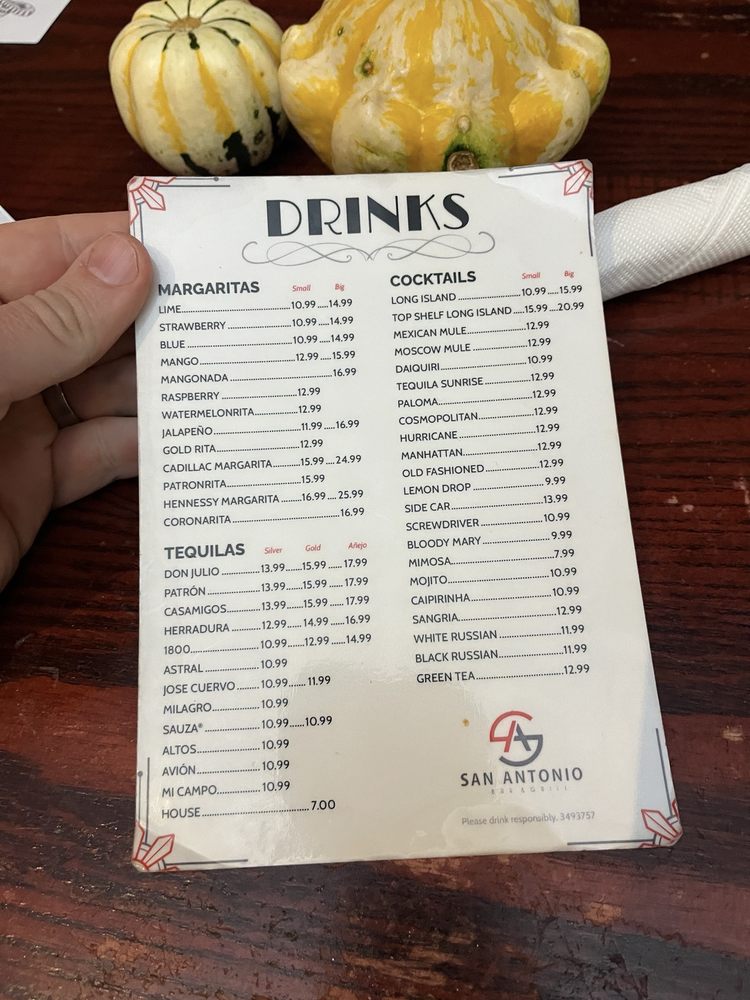 DRINKS
MARGARITAS Small Big
LIME 10.99 14.99
STRAWBERRY 10.99 14.99
BLUE 10.99 14.99
MANGO 12.99 15.99
MANGONADA 16.99
RASPBERRY 12.99
WATERMELONRITA 12.99
JALAPEÑO 11.99 16.99
GOLD RITA 12.99
CADILLAC MARGARITA 15.99 24.99
PATRONRITA 15.99
HENNESSY MARGARITA 16.99 25.99
CORONARITA 16.99
TEQUILAS Silver Gold Añejo
DON JULIO 13.99 15.99 17.99
PATRÓN 13.99 15.99 17.99
CASAMIGOS 13.99 15.99 17.99
HERRADURA 12.99 14.99 16.99
1800 10.99 12.99 14.99
ASTRAL 10.99
JOSE CUERVO 10.99 11.99
MILAGRO 10.99
SAUZA® 10.99 10.99
ALTOS 10.99
AVIÓN 10.99
MI CAMPO 10.99
HOUSE 7.00
COCKTAILS Small Big
LONG ISLAND 10.99 15.99
TOP SHELF LONG ISLAND 15.99 20.99
MEXICAN MULE 12.99
MOSCOW MULE 12.99
DAIQUIRI 10.99
TEQUILA SUNRISE 12.99
PALOMA 12.99
COSMOPOLITAN 12.99
HURRICANE 12.99
MANHATTAN 12.99
OLD FASHIONED 12.99
LEMON DROP 9.99
SIDE CAR 13.99
SCREWDRIVER 10.99
BLOODY MARY 9.99
MIMOSA 7.99
MOJITO 10.99
CAIPIRINHA 10.99
SANGRIA 12.99
WHITE RUSSIAN 11.99
BLACK RUSSIAN 11.99
GREEN TEA 12.99
SAN ANTONIO
BAR & GRILL
Please drink responsibly. 3493757